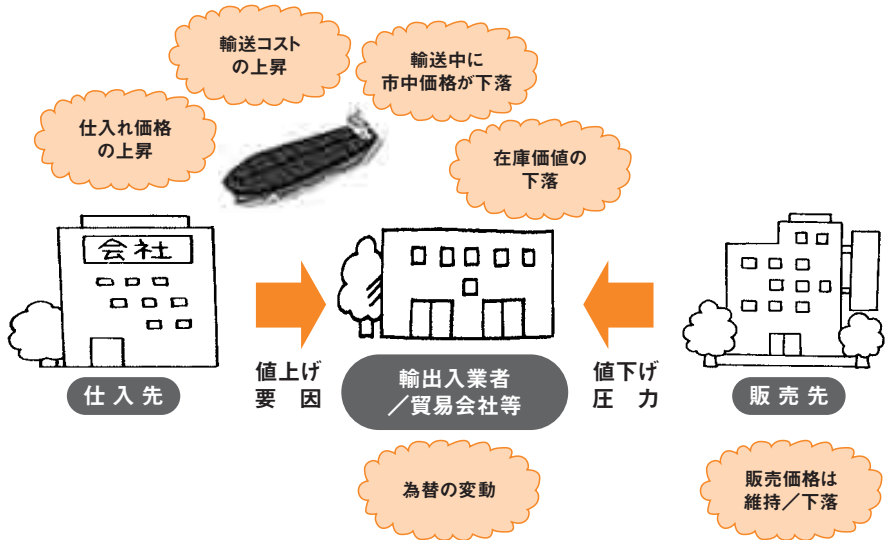 輸送コスト
の上昇
輸送中に
市中価格が下落
仕入れ価格
の上昇
在庫価値の
下落
会社
仕入先
値上げ
要因
輸出入業者
／貿易会社等
値下げ
圧力
販売先
為替の変動
販売価格は
維持／下落